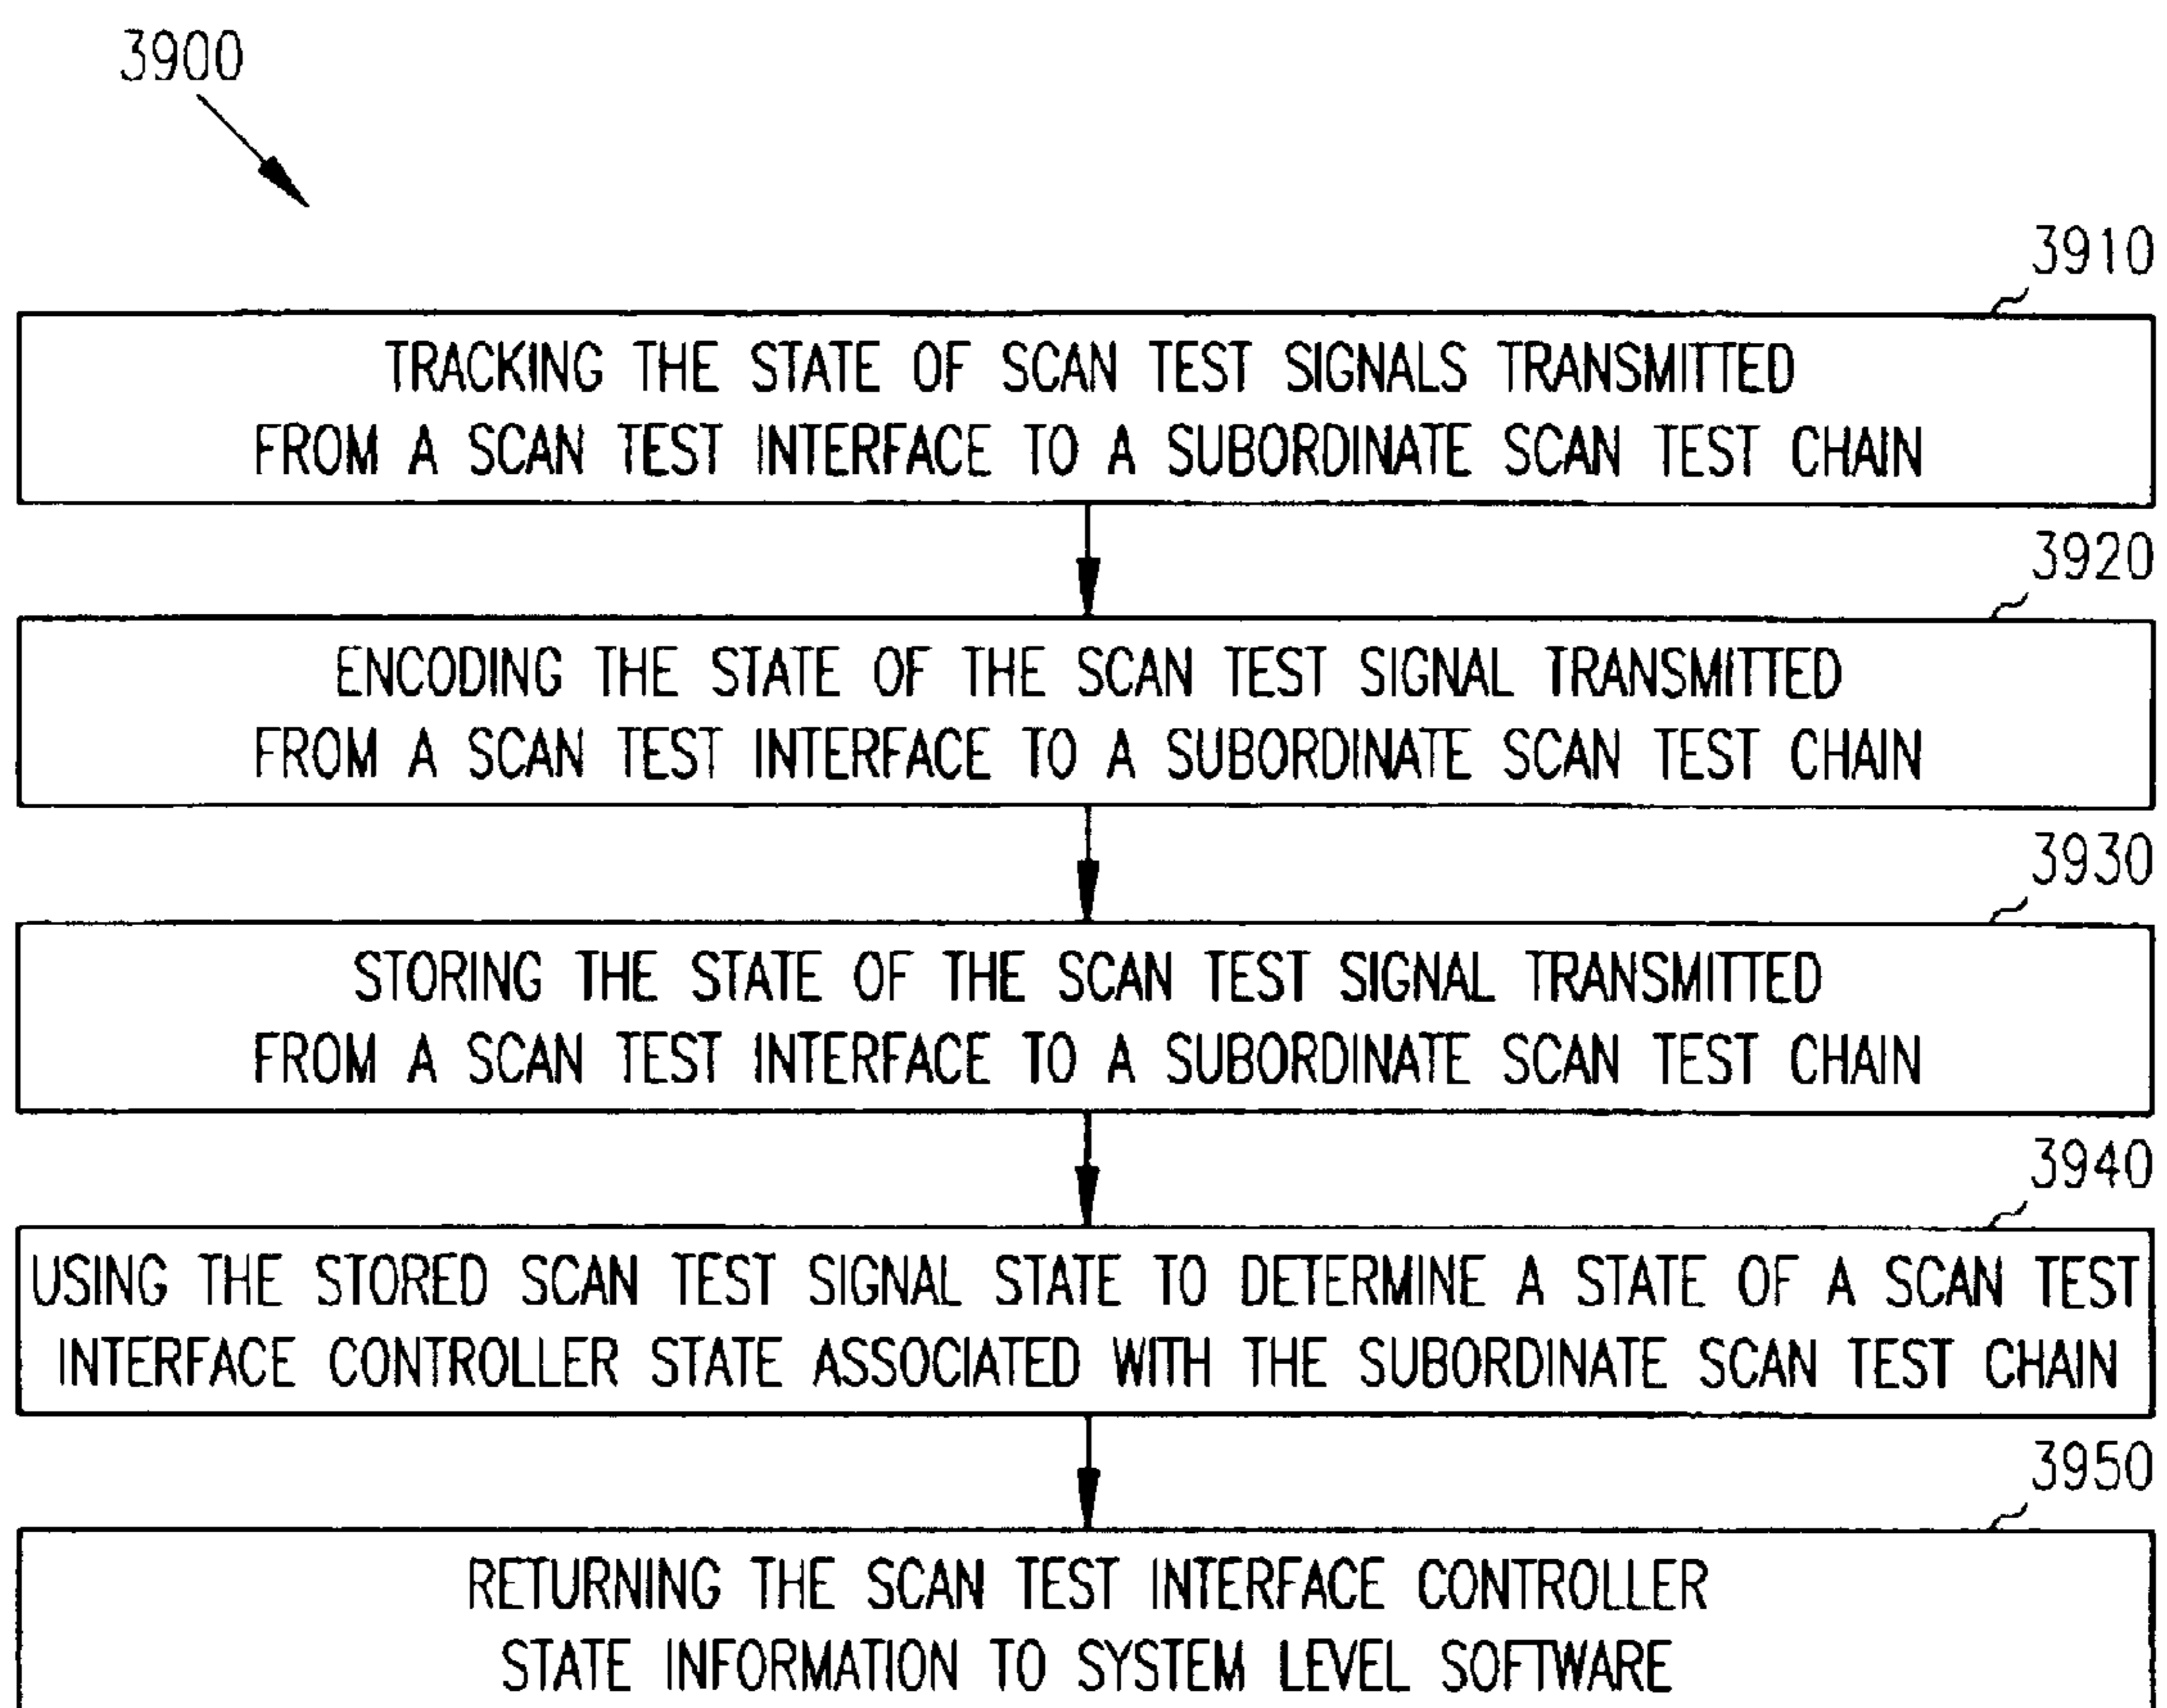 3900
3910
TRACKING THE STATE OF SCAN TEST SIGNALS TRANSMITTED
FROM A SCAN TEST INTERFACE TO A SUBORDINATE SCAN TEST CHAIN
3920
ENCODING THE STATE OF THE SCAN TEST SIGNAL TRANSMITTED
FROM A SCAN TEST INTERFACE TO A SUBORDINATE SCAN TEST CHAIN
3930
STORING THE STATE OF THE SCAN TEST SIGNAL TRANSMITTED
FROM A SCAN TEST INTERFACE TO A SUBORDINATE SCAN TEST CHAIN
3940
USING THE STORED SCAN TEST SIGNAL STATE TO DETERMINE A STATE OF A SCAN TEST
INTERFACE CONTROLLER STATE ASSOCIATED WITH THE SUBORDINATE SCAN TEST CHAIN
3950
RETURNING THE SCAN TEST INTERFACE CONTROLLER
STATE INFORMATION TO SYSTEM LEVEL SOFTWARE